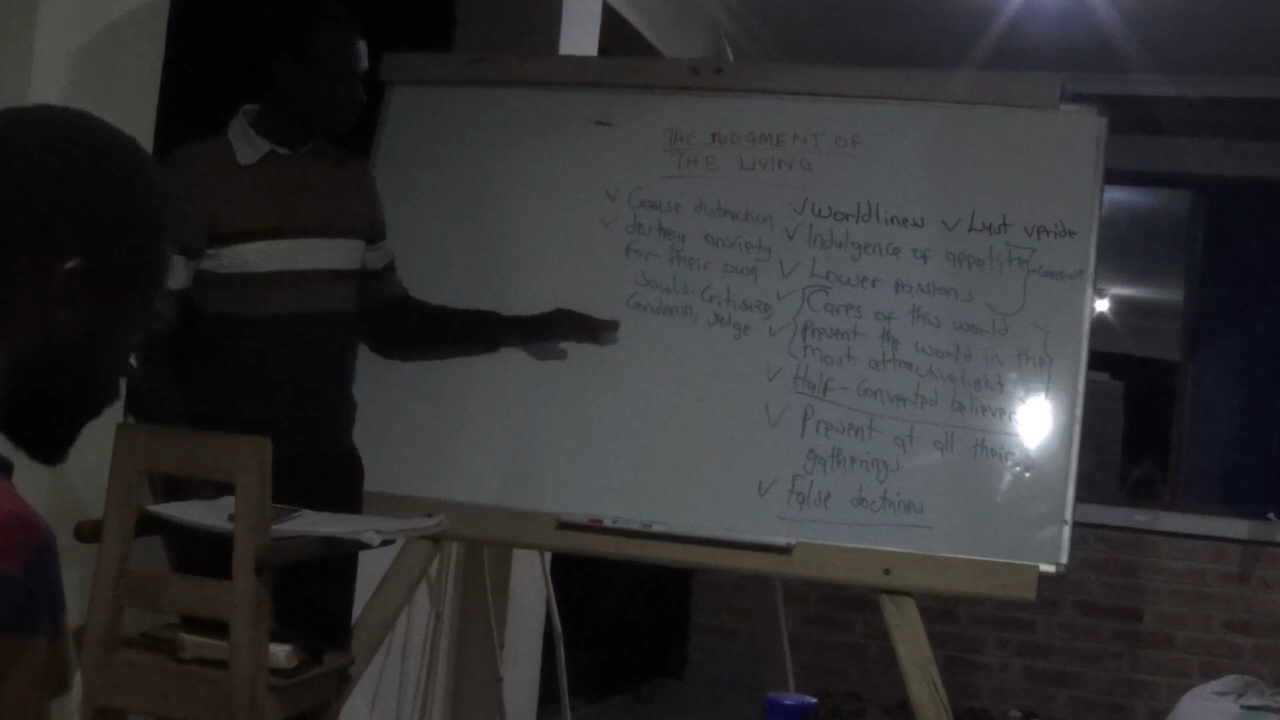 THE JUDGMENT OF
THE LIVING
✓ Cause distraction
✓ destroy anxiety
for their own
souls. Criticize,
Condemn, Judge
✓ Worldliness ✓ Lust
✓ Indulgence of appetite
✓ Lower passions
✓ Cares of this world
✓ present the world in the
most attractive light
✓ Half-converted believers
✓ Present at all their
gatherings
✓ False doctrines